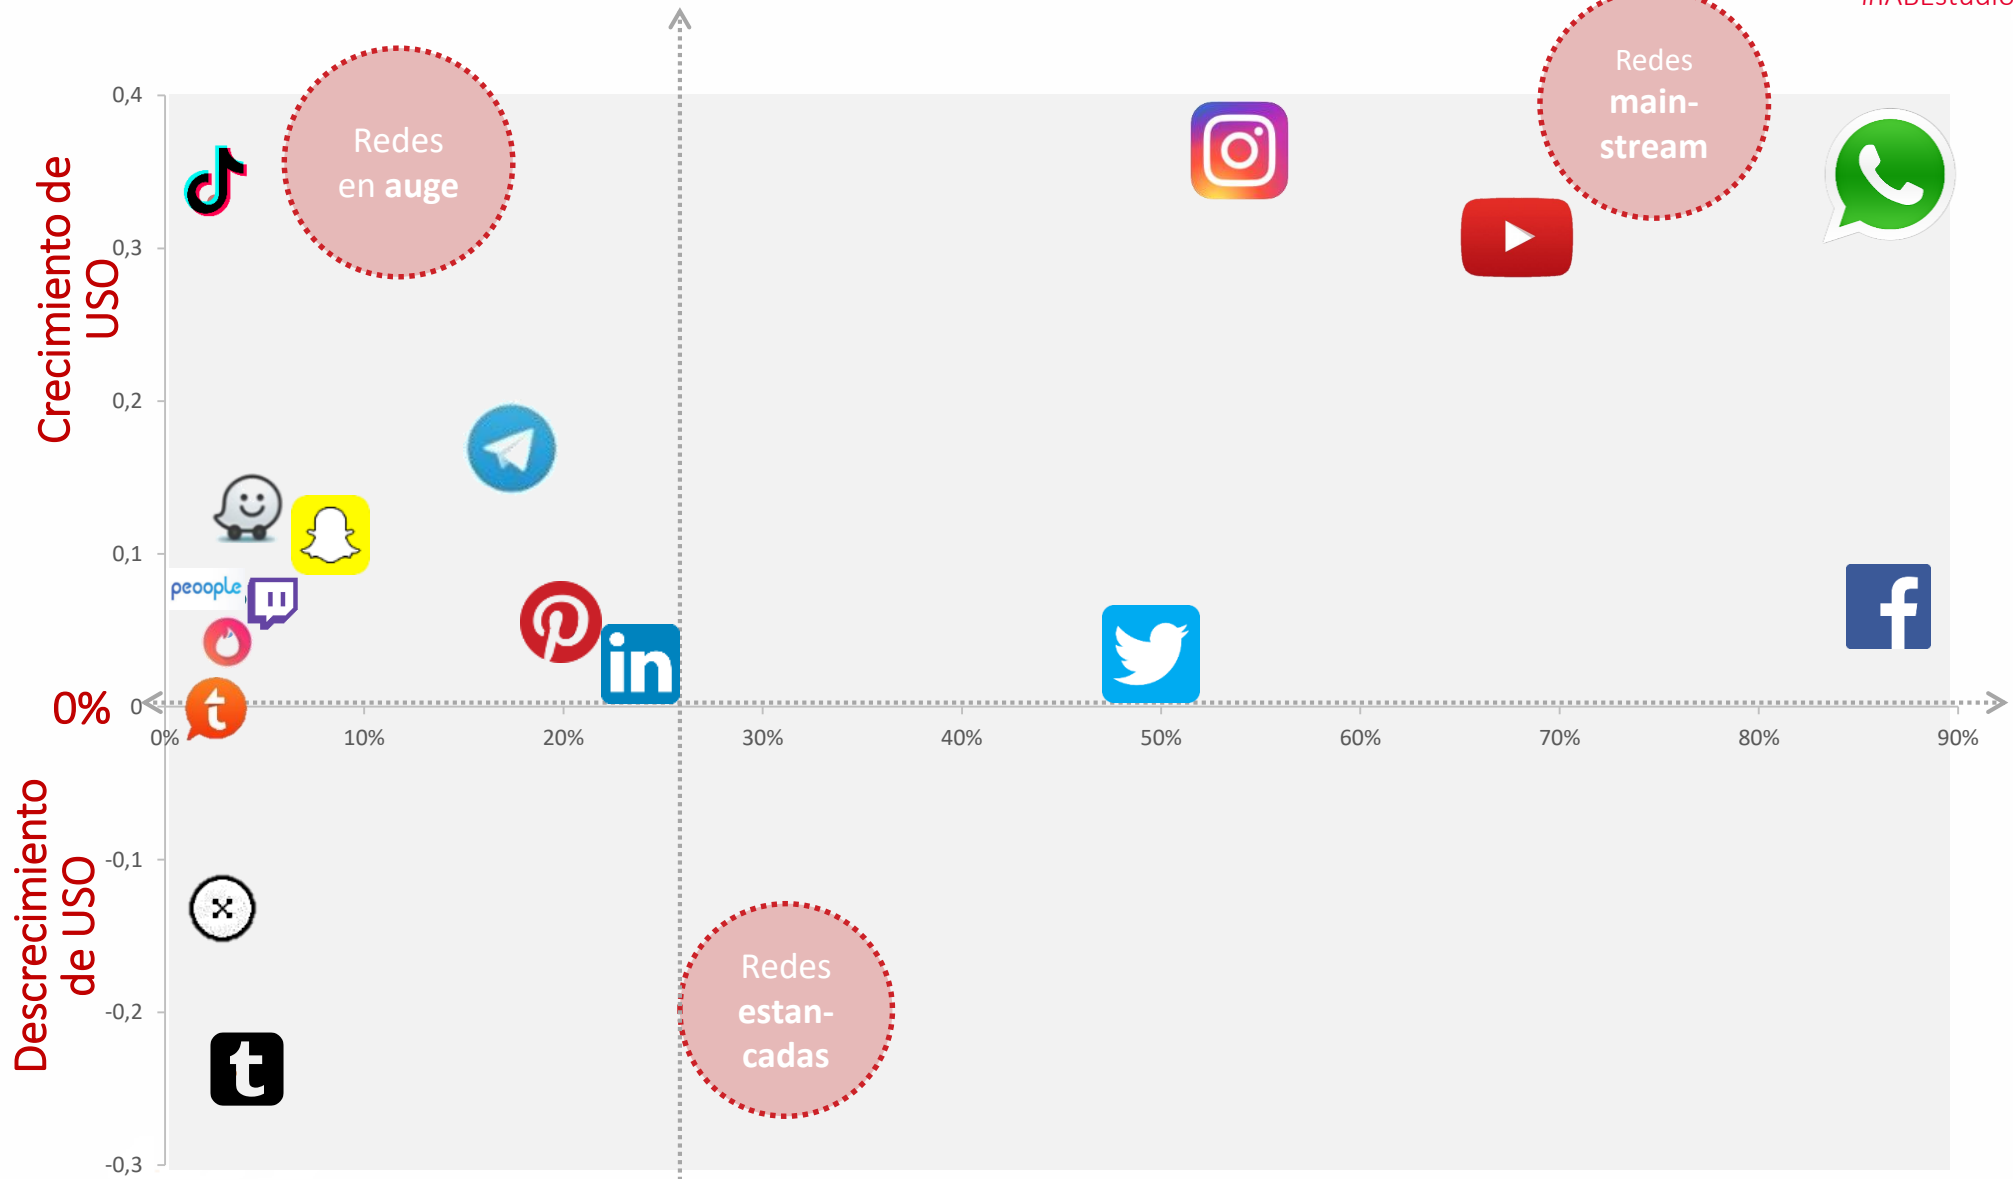 Redes
main-
stream
Redes
en auge
Crecimiento de
USO
0,4
0,3
0,2
0,1
0
-0,1
-0,2
-0,3
peoople
in
f
t
0%
0%
10%
20%
30%
40%
50%
60%
70%
80%
90%
Descrecimiento
de USO
Redes
estan-
cadas
t